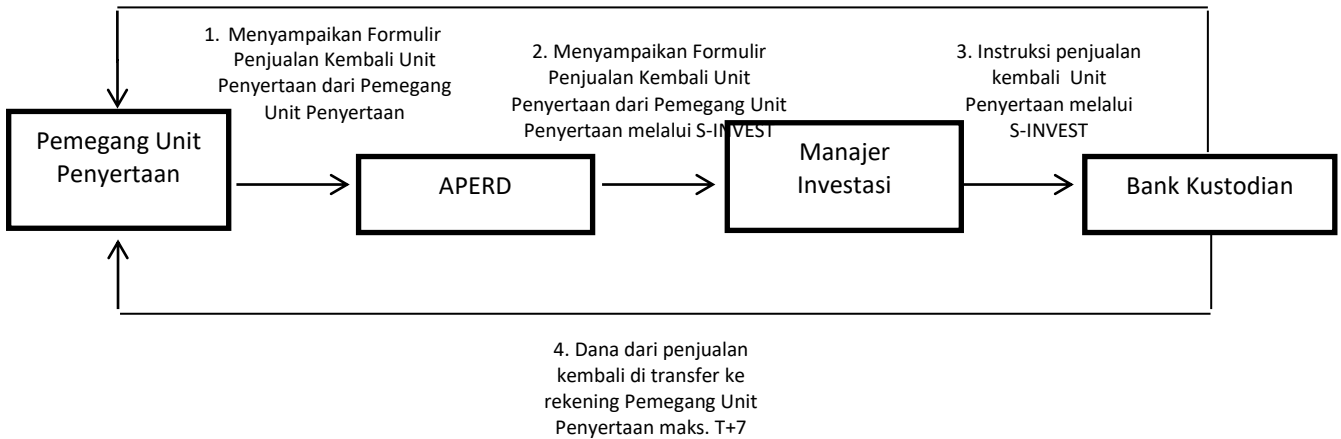 1. Menyampaikan Formulir
Penjualan Kembali Unit
Penyertaan dari Pemegang
Unit Penyertaan
2. Menyampaikan Formulir
Penjualan Kembali Unit
Penyertaan dari Pemegang Unit
Penyertaan melalui S-INVEST
3. Instruksi penjualan
kembali Unit
Penyertaan melalui
S-INVEST
Pemegang Unit
Penyertaan
APERD
Manajer
Investasi
Bank Kustodian
4. Dana dari penjualan
kembali di transfer ke
rekening Pemegang Unit
Penyertaan maks. T+7